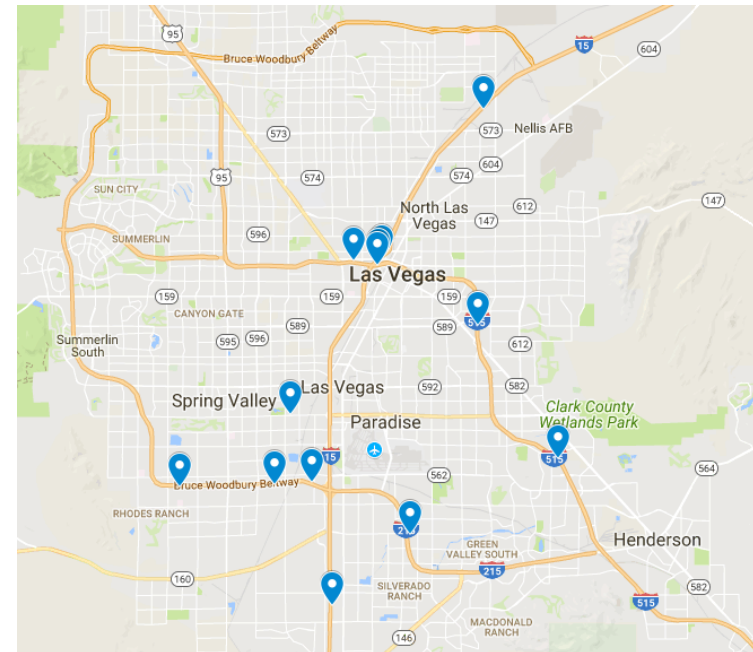 95
Bruce Woodbury Beltway
15
604
573
573
Nellis AFB
604
SUN CITY
95
574
574
147
North Las
Vegas
612
147
SUMMERLIN
596
Las Vegas
159
159
159
CANYON GATE
589
589
Summerlin
South
595
596
612
Las Vegas
592
582
Spring Valley
Clark County
Wetlands Park
Paradise
15
515
564
562
Bruce Woodbury Beltway
RHODES RANCH
GREEN
VALLEY SOUTH
Henderson
160
215
582
SILVERADO
RANCH
515
MACDONALD
RANCH
146